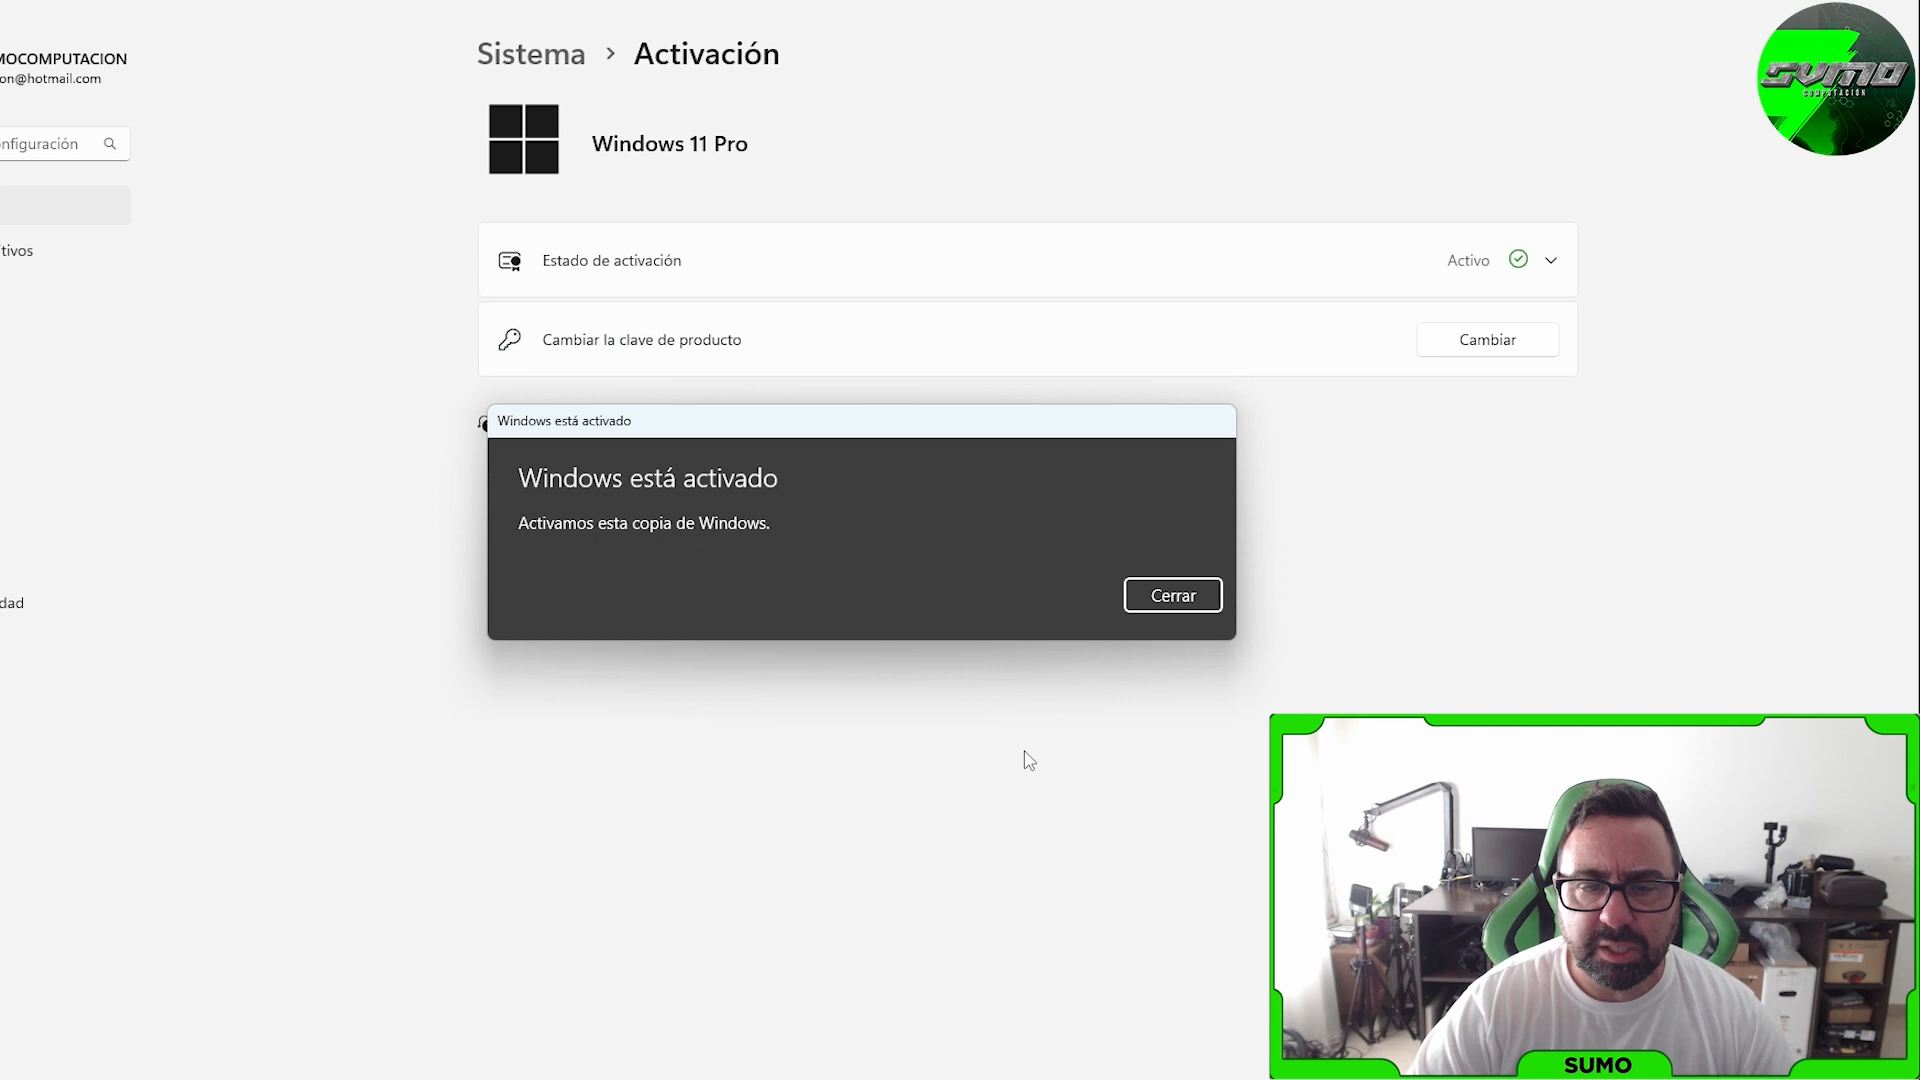 MOCOMPUTACION
on@hotmail.com
nfiguración
tivos
dad
Sistema > Activación
Windows 11 Pro
Estado de activación
Activo
Cambiar la clave de producto
Cambiar
Windows está activado
Windows está activado
Activamos esta copia de Windows.
Cerrar
SUMO
COMPUTACIÓN
SUMO